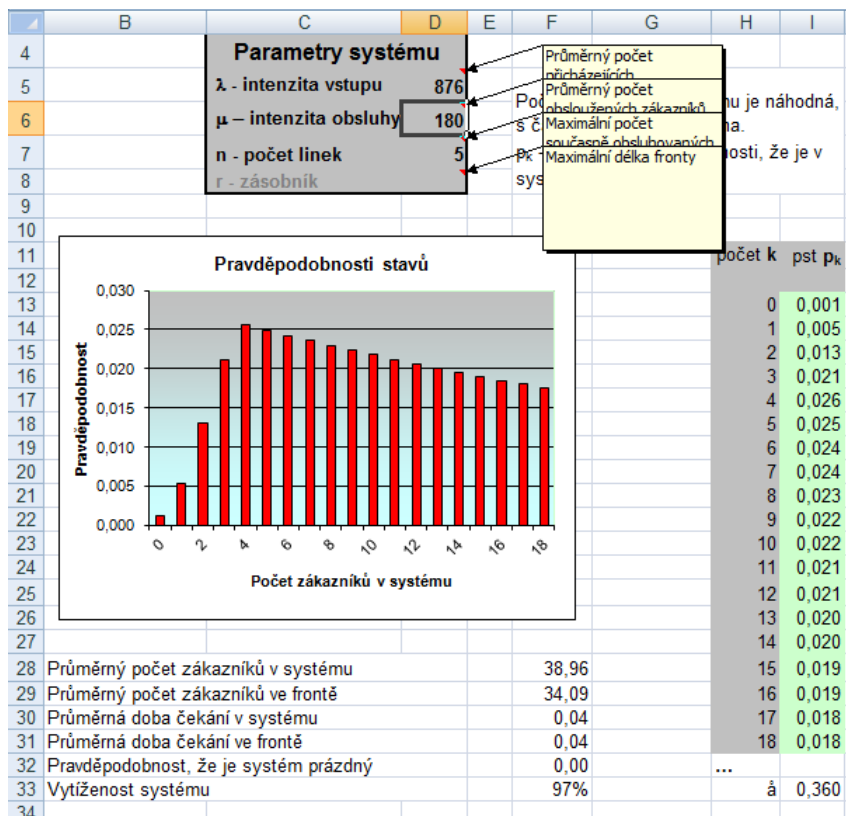 B C D E F G H I
4 Parametry systému
Průměrný počet
přicházejících
5 λ - intenzita vstupu 876
Průměrný počet
obsloužených zákazníků
6 μ – intenzita obsluhy 180
mu je náhodná,
s č
na.
Maximální počet
současně obsluhovaných
7 n - počet linek 5
pk -
nosti, že je v
Maximální délka fronty
8 r - zásobník
sys
9
10
11 počet k pst pk
Pravděpodobnosti stavů
12
0,030
0,025
0,020
0,015
0,010
0,005
0,000
Pravděpodobnost
0 2 4 6 8 10 12 14 16 18
Počet zákazníků v systému
13 0 0,001
14 1 0,005
15 2 0,013
16 3 0,021
17 4 0,026
18 5 0,025
19 6 0,024
20 7 0,024
21 8 0,023
22 9 0,022
23 10 0,022
24 11 0,021
25 12 0,021
26 13 0,020
27 14 0,020
28 Průměrný počet zákazníků v systému 38,96 15 0,019
29 Průměrný počet zákazníků ve frontě 34,09 16 0,019
30 Průměrná doba čekání v systému 0,04 17 0,018
31 Průměrná doba čekání ve frontě 0,04 18 0,018
32 Pravděpodobnost, že je systém prázdný 0,00 ...
33 Vytíženost systému 97% å 0,360
34